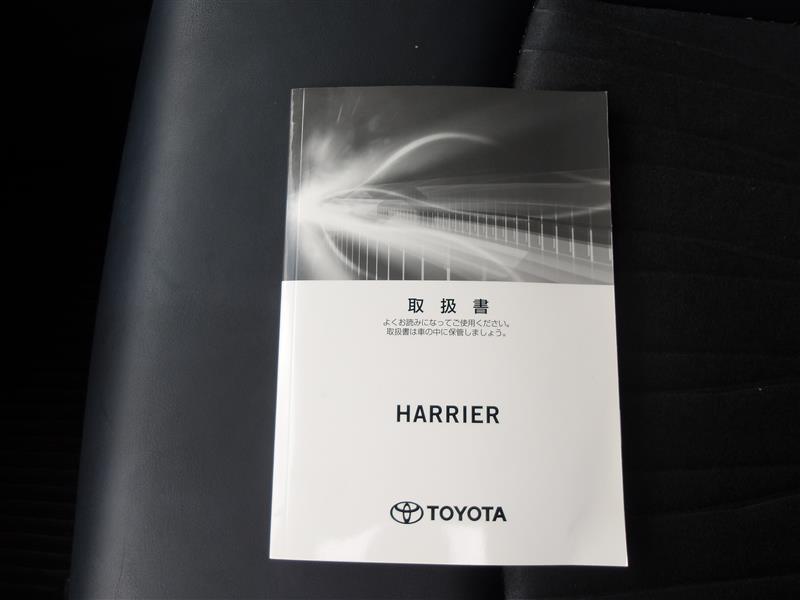 取扱書
よくお読みになってご使用ください。
取扱書は車の中に保管しましょう。
HARRIER
TOYOTA